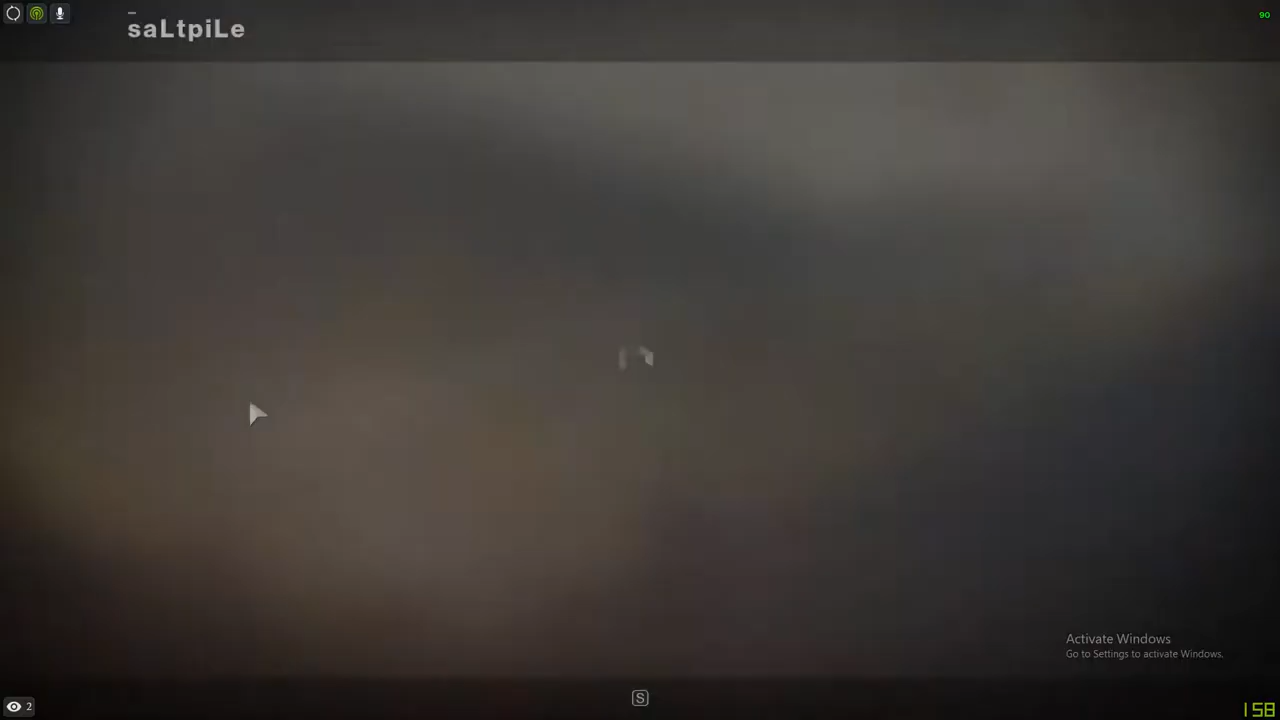 saLtpiLe
90
Activate Windows
Go to Settings to activate Windows.
S
2
158